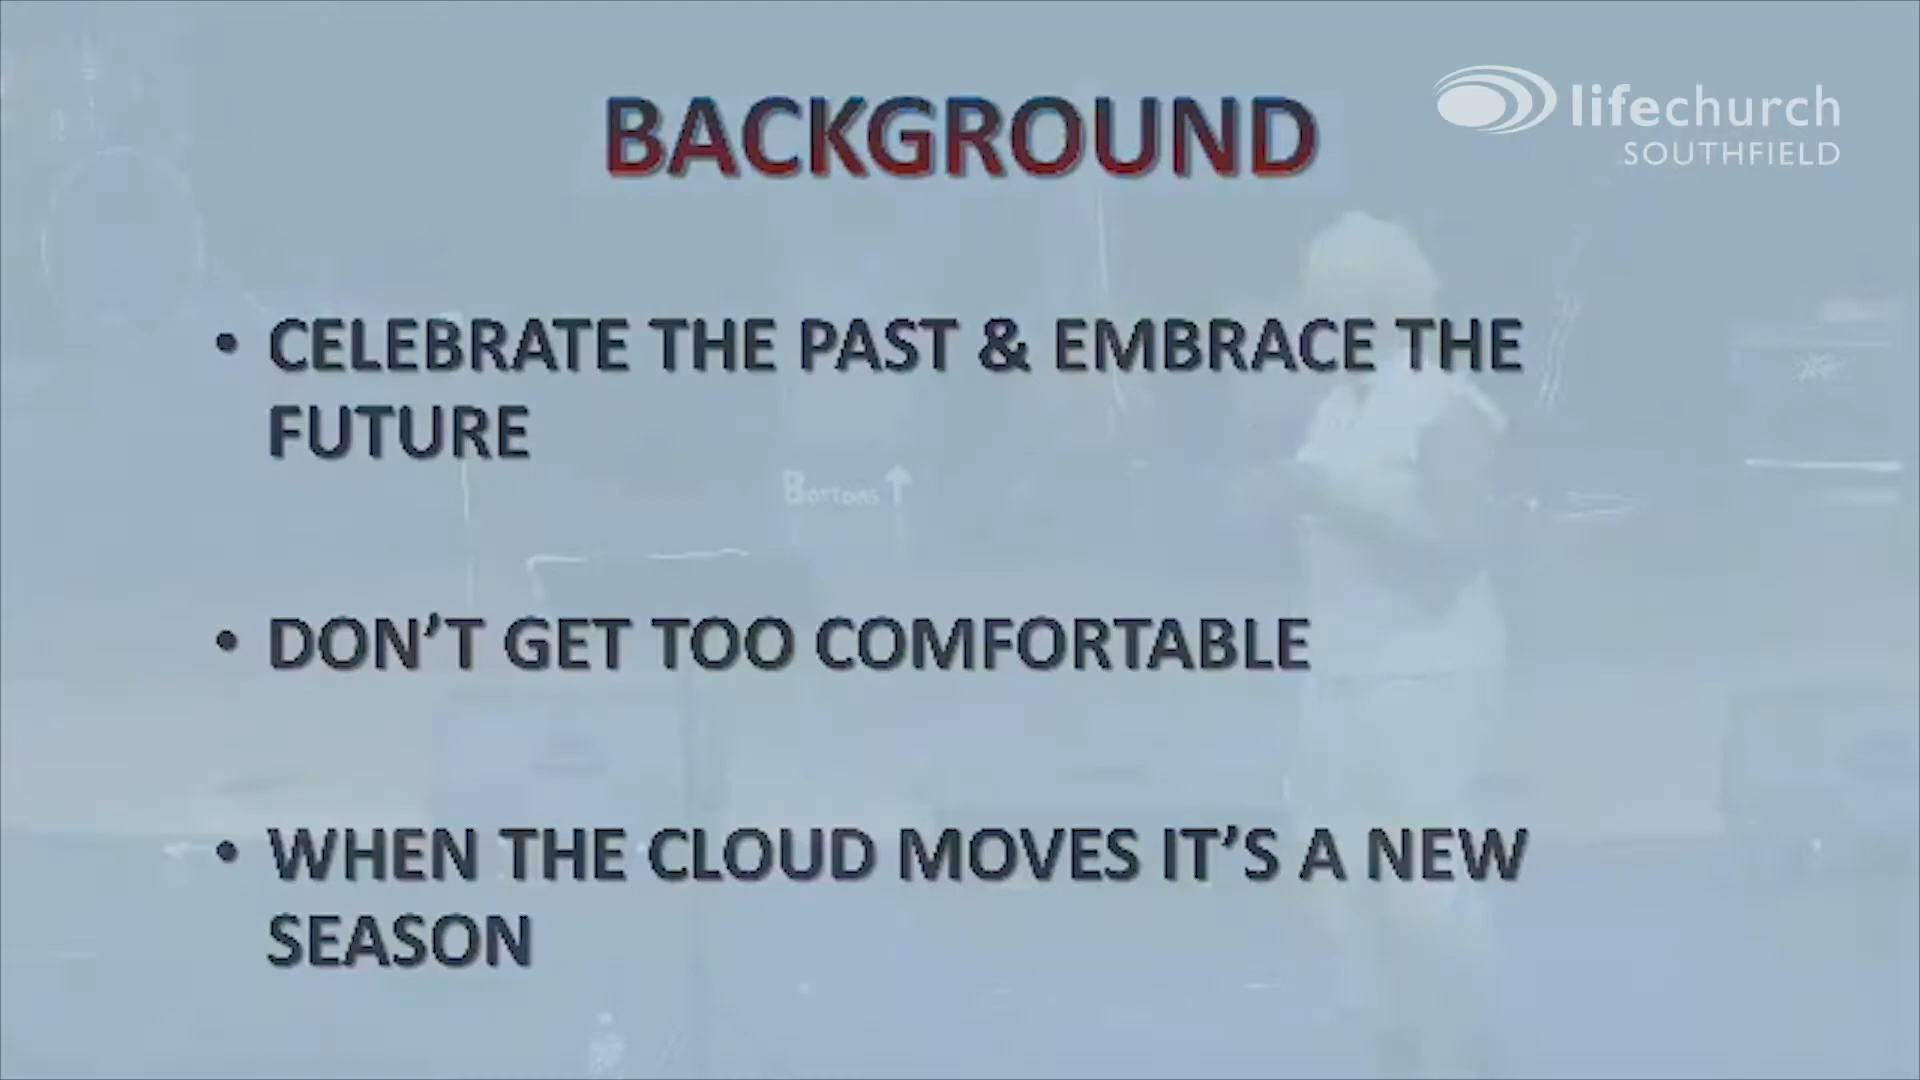 lifechurch
SOUTHFIELD
BACKGROUND
• CELEBRATE THE PAST & EMBRACE THE
FUTURE
Bottoms ↑
• DON'T GET TOO COMFORTABLE
• WHEN THE CLOUD MOVES IT'S A NEW
SEASON